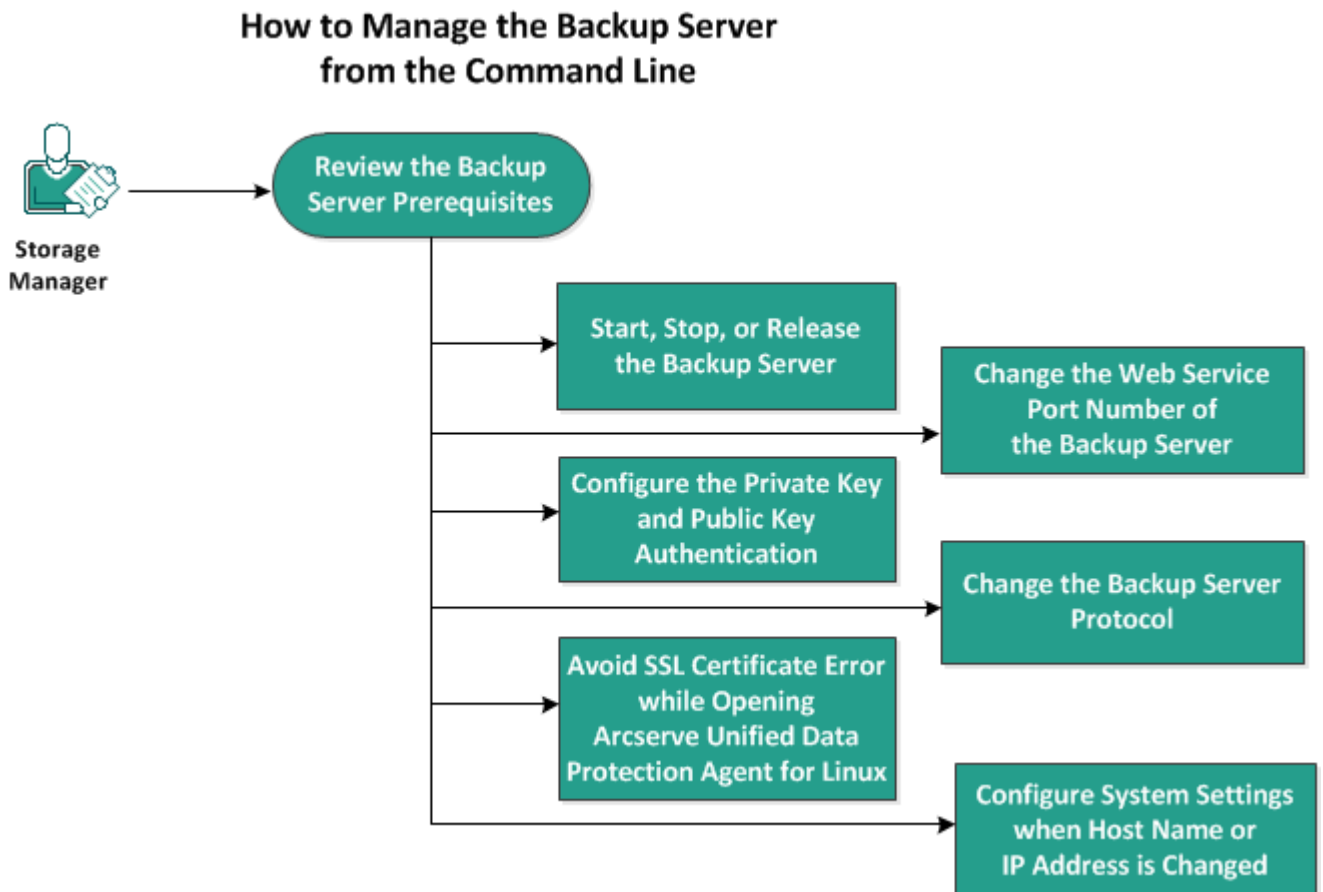 How to Manage the Backup Server
from the Command Line
Storage
Manager
Review the Backup
Server Prerequisites
Start, Stop, or Release
the Backup Server
Change the Web Service
Port Number of
the Backup Server
Configure the Private Key
and Public Key
Authentication
Change the Backup Server
Protocol
Avoid SSL Certificate Error
while Opening
Arcserve Unified Data
Protection Agent for Linux
Configure System Settings
when Host Name or
IP Address is Changed